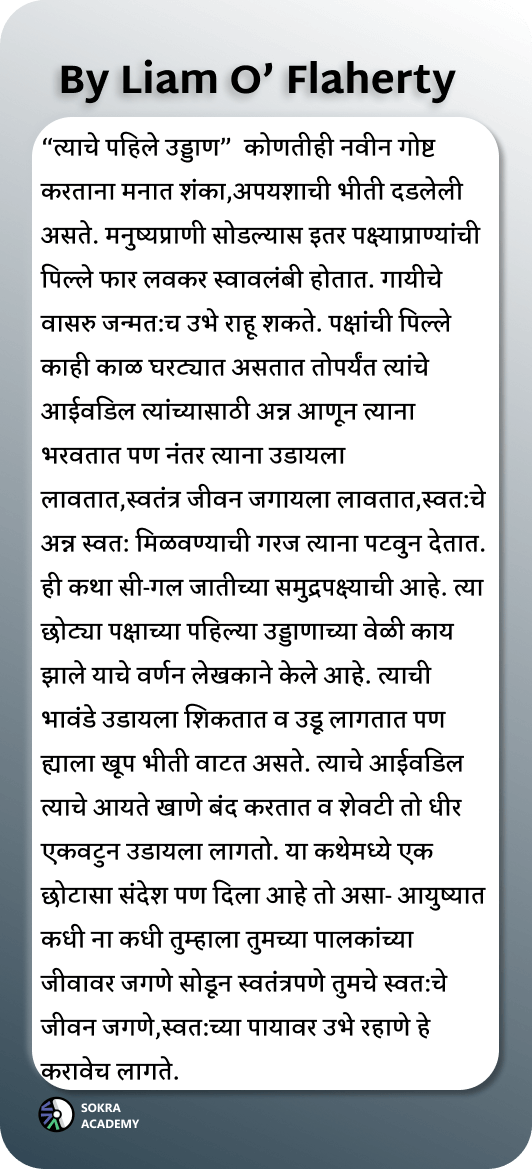 By Liam O’ Flaherty
“त्याचे पहिले उड्डाण”  कोणतीही नवीन गोष्ट
करताना मनात शंका,अपयशाची भीती दडलेली
असते. मनुष्यप्राणी सोडल्यास इतर पक्ष्याप्राण्यांची
पिल्ले फार लवकर स्वावलंबी होतात. गायीचे
वासरु जन्मत:च उभे राहू शकते. पक्षांची पिल्ले
काही काळ घरट्यात असतात तोपर्यंत त्यांचे
आईवडिल त्यांच्यासाठी अन्न आणून त्याना
भरवतात पण नंतर त्याना उडायला
लावतात,स्वतंत्र जीवन जगायला लावतात,स्वत:चे
अन्न स्वत: मिळवण्याची गरज त्याना पटवुन देतात.
ही कथा सी-गल जातीच्या समुद्रपक्ष्याची आहे. त्या
छोट्या पक्षाच्या पहिल्या उड्डाणाच्या वेळी काय
झाले याचे वर्णन लेखकाने केले आहे. त्याची
भावंडे उडायला शिकतात व उडू लागतात पण
ह्याला खूप भीती वाटत असते. त्याचे आईवडिल
त्याचे आयते खाणे बंद करतात व शेवटी तो धीर
एकवटुन उडायला लागतो. या कथेमध्ये एक
छोटासा संदेश पण दिला आहे तो असा- आयुष्यात
कधी ना कधी तुम्हाला तुमच्या पालकांच्या
जीवावर जगणे सोडून स्वतंत्रपणे तुमचे स्वत:चे
जीवन जगणे,स्वत:च्या पायावर उभे रहाणे हे
करावेच लागते.
SOKRA
ACADEMY